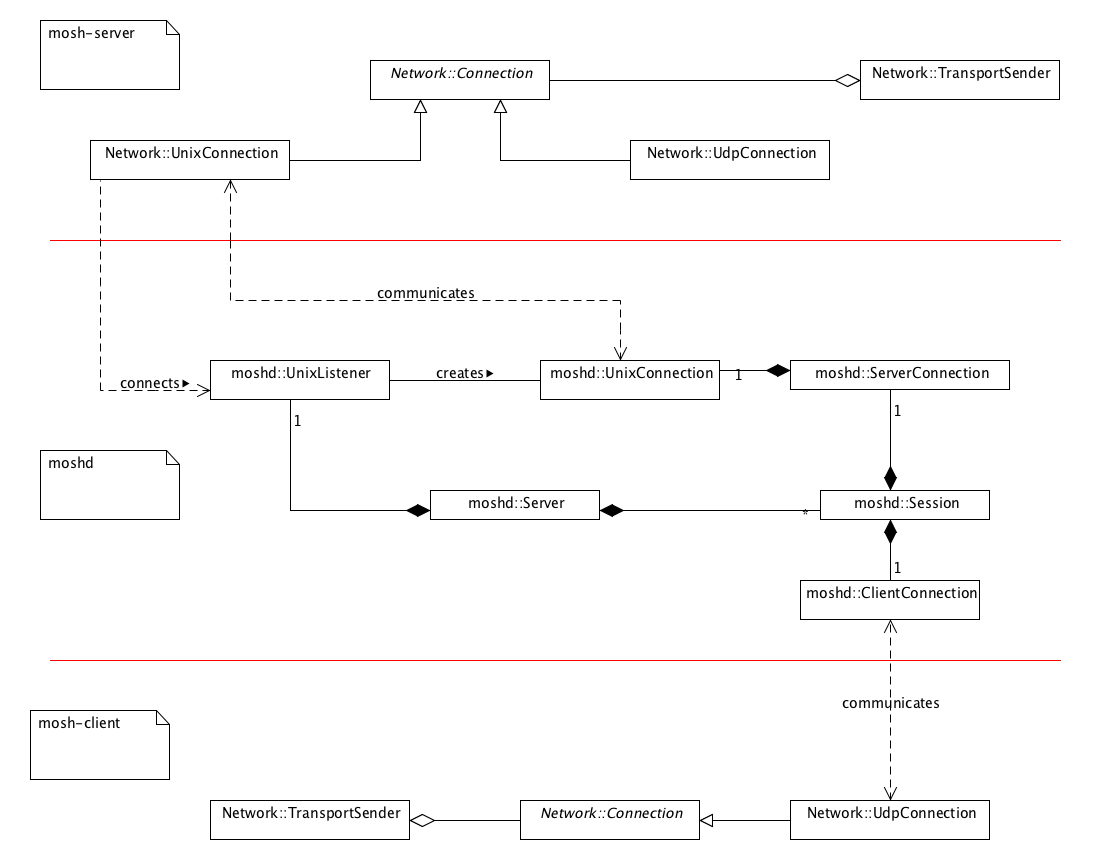 mosh-server
Network::Connection
Network::TransportSender
Network::UnixConnection
Network::UdpConnection
communicates
moshd::UnixListener
creates▶
moshd::UnixConnection
1
moshd::ServerConnection
connects▶
1
1
moshd
moshd::Server
*
moshd::Session
1
moshd::ClientConnection
communicates
mosh-client
Network::TransportSender
Network::Connection
Network::UdpConnection